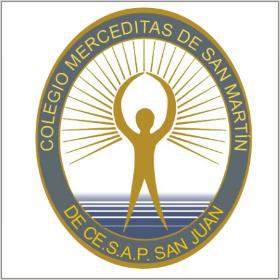 COLEGIO MERCEDITAS DE SAN MARTÍN
DE CE.S.A.P. SAN JUAN